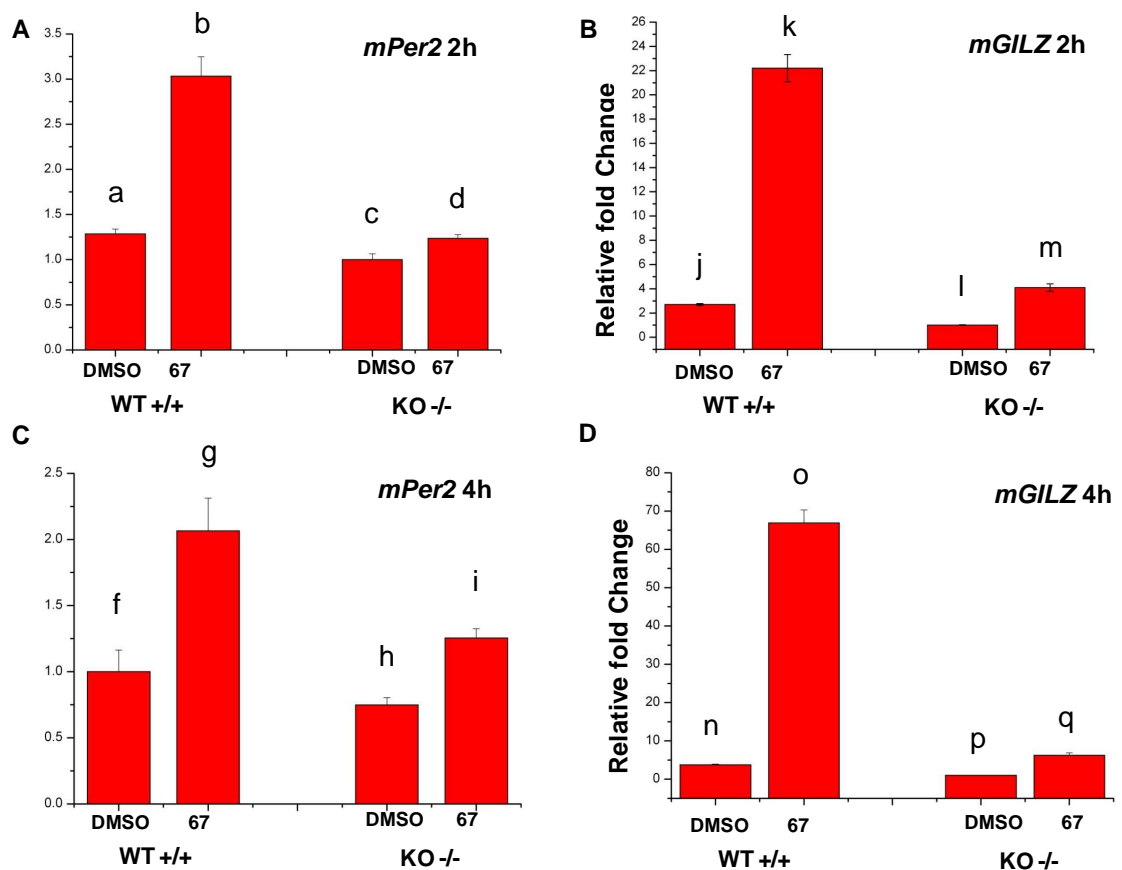 A
mPer2 2h
3.5
3.0
2.5
2.0
1.5
1.0
0.5
0.0
a
b
c
d
DMSO 67
DMSO 67
WT +/+
KO -/-
B
mGILZ 2h
Relative fold Change
26
24
22
20
18
16
14
12
10
8
6
4
2
0
j
k
l
m
DMSO 67
DMSO 67
WT +/+
KO -/-
C
mPer2 4h
2.5
2.0
1.5
1.0
0.5
0.0
f
g
h
i
DMSO 67
DMSO 67
WT +/+
KO -/-
D
mGILZ 4h
Relative fold Change
80
70
60
50
40
30
20
10
0
n
o
p
q
DMSO 67
DMSO 67
WT +/+
KO -/-